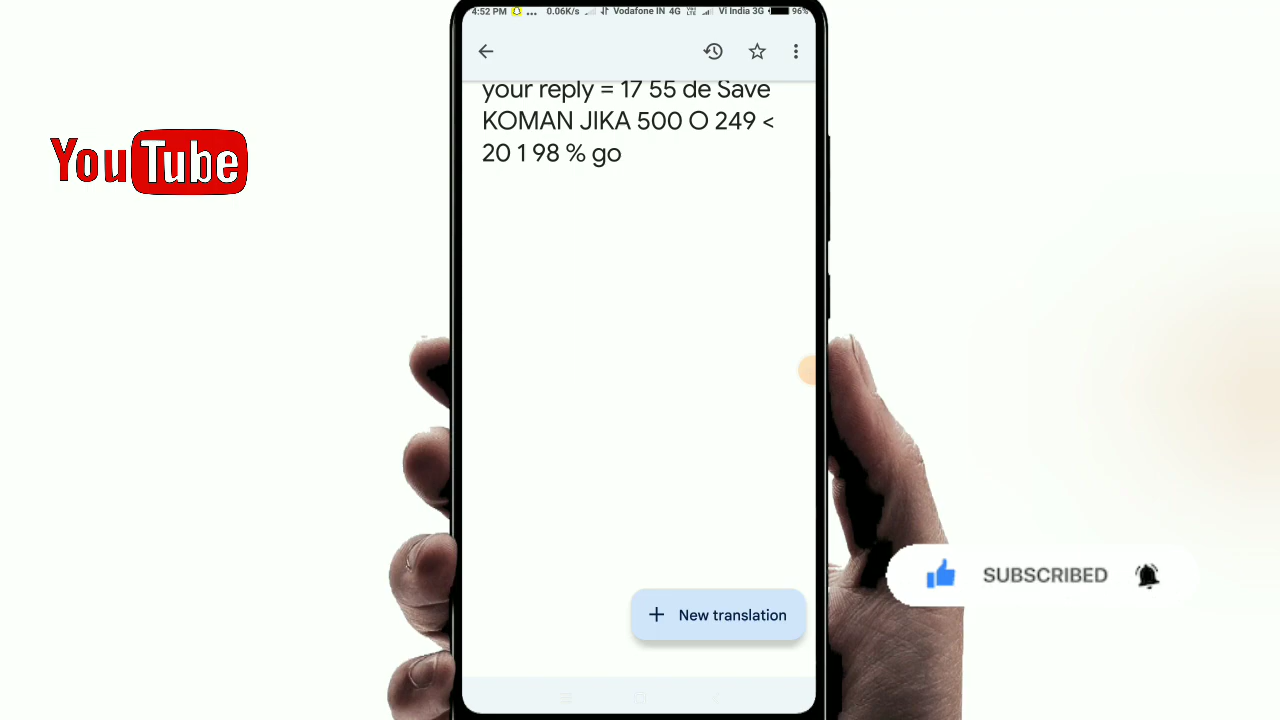 4:52 PM ... 0.06K/s Vodafone IN 4G Vi India 3G 96%
your reply = 17 55 de Save
KOMAN JIKA 500 O 249 <
20 1 98 % go
YouTube
SUBSCRIBED
+ New translation